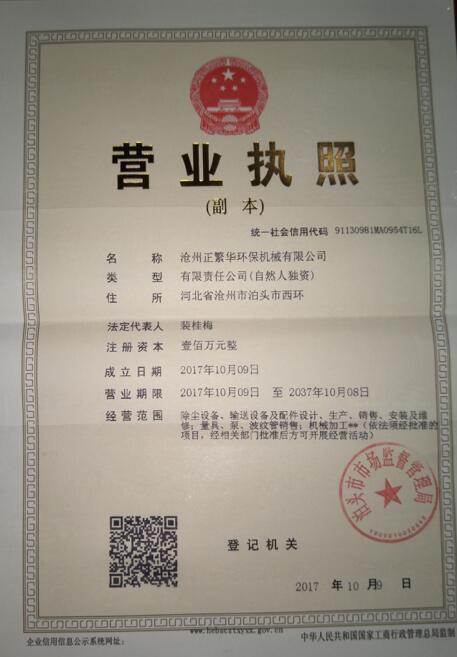 营业执照
(副 本)
统一社会信用代码 91130981MA0954T16L
名 称 沧州正繁华环保机械有限公司
类 型 有限责任公司(自然人独资)
住 所 河北省沧州市泊头市西环
法定代表人 裴桂梅
注册资本 壹佰万元整
成立日期 2017年10月09日
营业期限 2017年10月09日 至 2037年10月08日
经营范围 除尘设备、输送设备及配件设计、生产、销售、安装及维
修;量具、泵、波纹管销售;机械加工**(依法须经批准的
项目,经相关部门批准后方可开展经营活动)
泊头市市场监督管理局
登记机关
2017 年 10 月 9 日
企业信用信息公示系统网址:
www.hebscztxyxx.gov.cn
中华人民共和国国家工商行政管理总局监制